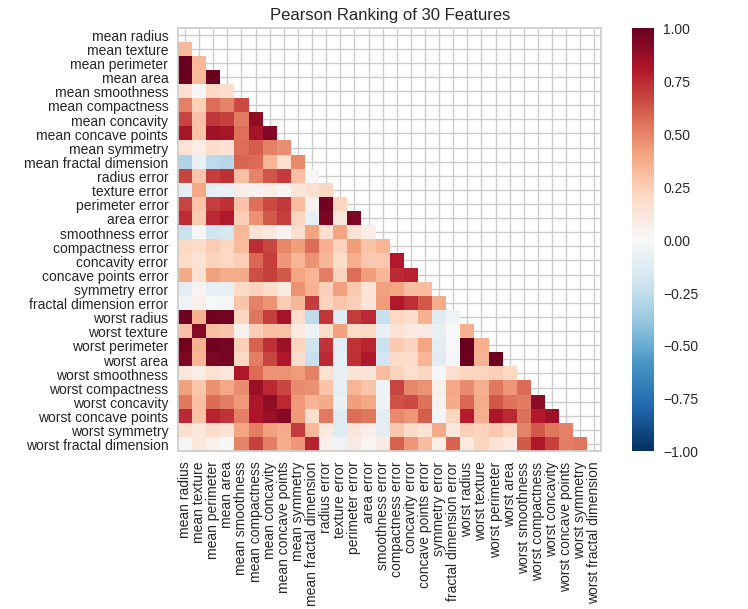 Pearson Ranking of 30 Features
mean radius
mean texture
mean perimeter
mean area
mean smoothness
mean compactness
mean concavity
mean concave points
mean symmetry
mean fractal dimension
radius error
texture error
perimeter error
area error
smoothness error
compactness error
concavity error
concave points error
symmetry error
fractal dimension error
worst radius
worst texture
worst perimeter
worst area
worst smoothness
worst compactness
worst concavity
worst concave points
worst symmetry
worst fractal dimension
mean radius
mean texture
mean perimeter
mean area
mean smoothness
mean compactness
mean concavity
mean concave points
mean symmetry
mean fractal dimension
radius error
texture error
perimeter error
area error
smoothness error
compactness error
concavity error
concave points error
symmetry error
fractal dimension error
worst radius
worst texture
worst perimeter
worst area
worst smoothness
worst compactness
worst concavity
worst concave points
worst symmetry
worst fractal dimension
1.00
0.75
0.50
0.25
0.00
−0.25
−0.50
−0.75
−1.00